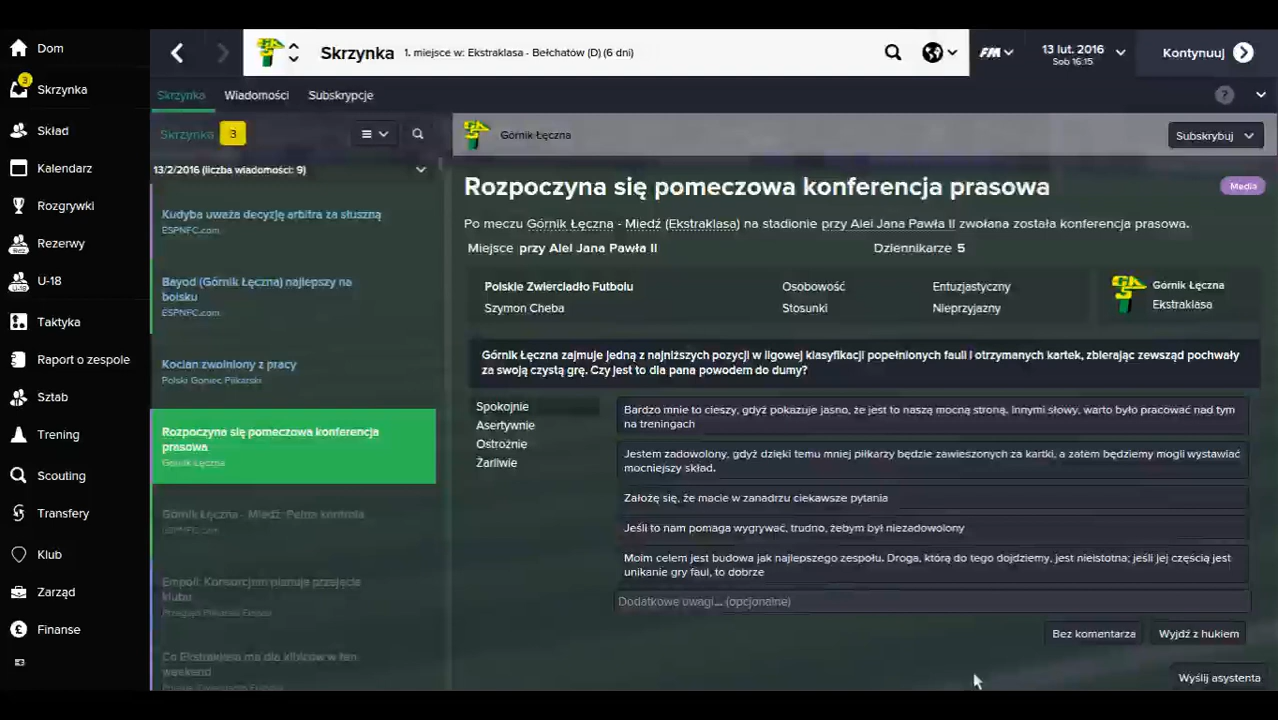 Dom
3
Skrzynka
Skład
Kalendarz
Rozgrywki
Rezerwy
U-18
Taktyka
Raport o zespole
Sztab
Trening
Scouting
Transfery
Klub
Zarząd
Finanse
Skrzynka
1. miejsce w: Ekstraklasa - Bełchatów (D) (6 dni)
FM
13 lut. 2016
Sob 16:15
Kontynuuj
Skrzynka
Wiadomości
Subskrypcje
?
Skrzynka 3
13/2/2016 (liczba wiadomości: 9)
Kudyba uważa decyzję arbitra za słuszną
ESPNFC.com
Bayod (Górnik Łęczna) najlepszy na
boisku
ESPNFC.com
Kocian zwolniony z pracy
Polski Goniec Piłkarski
Rozpoczyna się pomeczowa konferencja
prasowa
Górnik Łęczna
Górnik Łęczna - Miedź: Pełna kontrola
ESPNFC.com
Empoli: Konsorcjum planuje przejęcie
klubu
Co Ekstraklasa ma dla kibiców w ten
weekend
Górnik Łęczna
Subskrybuj
Rozpoczyna się pomeczowa konferencja prasowa
Media
Po meczu Górnik Łęczna - Miedź (Ekstraklasa) na stadionie przy Alei Jana Pawła II zwołana została konferencja prasowa.
Miejsce przy Alei Jana Pawła II
Dziennikarze 5
Polskie Zwierciadło Futbolu
Szymon Cheba
Osobowość
Entuzjastyczny
Stosunki
Nieprzyjazny
Górnik Łęczna
Ekstraklasa
Górnik Łęczna zajmuje jedną z najniższych pozycji w ligowej klasyfikacji popełnionych fauli i otrzymanych kartek, zbierając zewsząd pochwały
za swoją czystą grę. Czy jest to dla pana powodem do dumy?
Spokojnie
Asertywnie
Ostrożnie
Żarliwie
Bardzo mnie to cieszy, gdyż pokazuje jasno, że jest to naszą mocną stroną. Innymi słowy, warto było pracować nad tym
na treningach
Jestem zadowolony, gdyż dzięki temu mniej piłkarzy będzie zawieszonych za kartki, a zatem będziemy mogli wystawiać
mocniejszy skład.
Założę się, że macie w zanadrzu ciekawsze pytania
Jeśli to nam pomaga wygrywać, trudno, żebym był niezadowolony
Moim celem jest budowa jak najlepszego zespołu. Droga, którą do tego dojdziemy, jest nieistotna; jeśli jej częścią jest
unikanie gry faul, to dobrze
Dodatkowe uwagi... (opcjonalne)
Bez komentarza
Wyjdź z hukiem
Wyślij asystenta